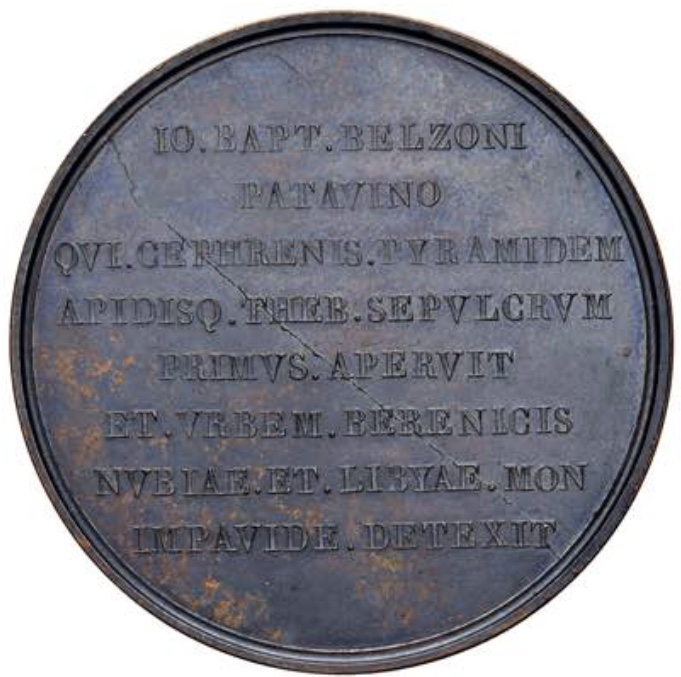 IO.BAPT.BELZONI
PATAVINO
QVI.CEPHRENIS.PYRAMIDEM
APIDISQ.THEB.SEPVLCRVM
PRIMVS.APERVIT
ET.VRBEM.BERENICIS
NVBIAE.ET.LIBYAE.MON
IMPAVIDE.DETEXIT